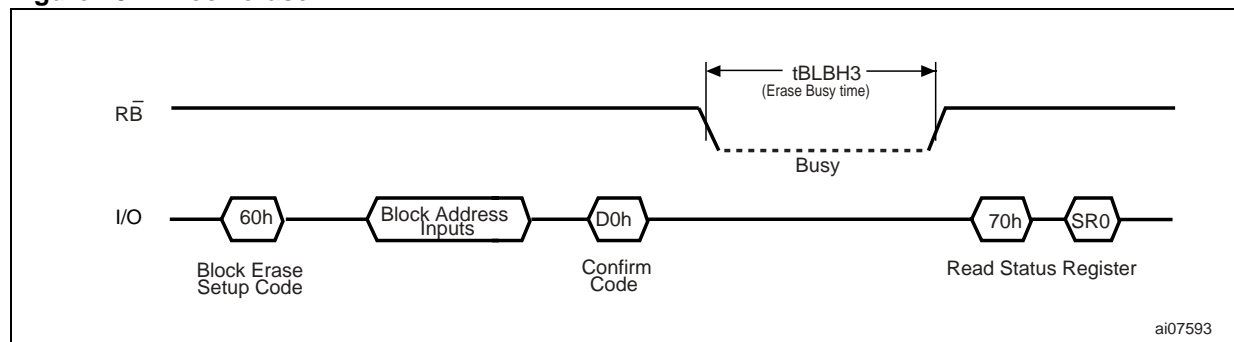 tBLBH3
(Erase Busy time)
RB̅
Busy
I/O
60h
Block Address
Inputs
D0h
70h
SR0
Block Erase
Setup Code
Confirm
Code
Read Status Register
ai07593